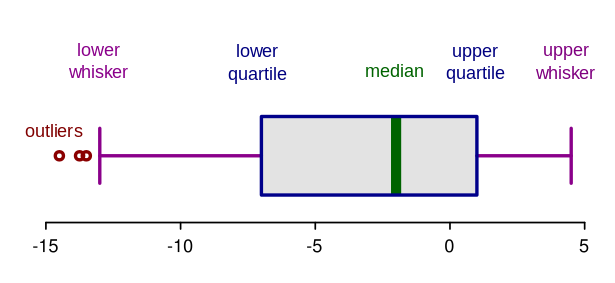 lower
whisker
lower
quartile
median
upper
quartile
upper
whisker
outliers
-15 -10 -5 0 5